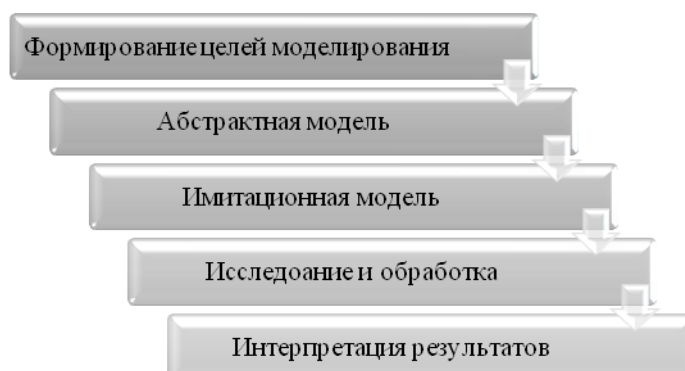 Формирование целей моделирования
Абстрактная модель
Имитационная модель
Исследоание и обработка
Интерпретация результатов